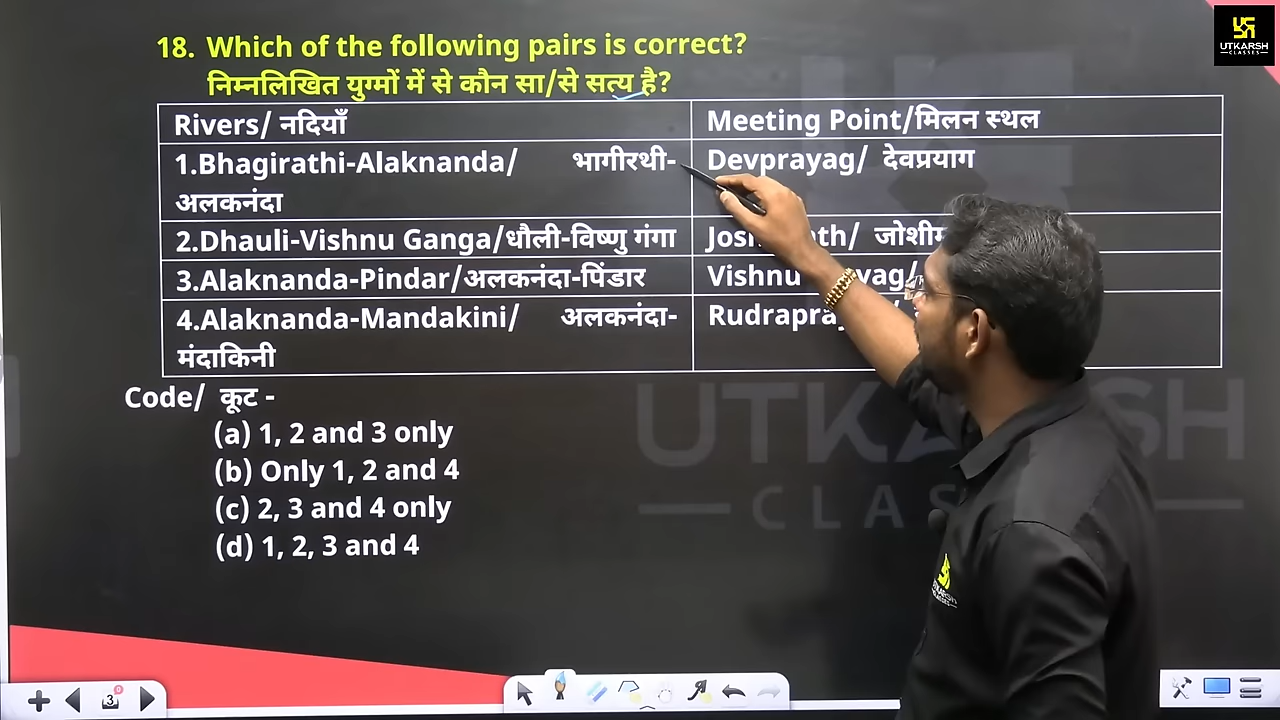 18. Which of the following pairs is correct?
निम्नलिखित युग्मों में से कौन सा/से सत्य है?
Rivers/ नदियाँ Meeting Point/मिलन स्थल
1.Bhagirathi-Alaknanda/ भागीरथी- Devprayag/ देवप्रयाग
अलकनंदा
2.Dhauli-Vishnu Ganga/धौली-विष्णु गंगा
3.Alaknanda-Pindar/अलकनंदा-पिंडार Vishnu
4.Alaknanda-Mandakini/ अलकनंदा-
मंदाकिनी
Code/ कूट -
(a) 1, 2 and 3 only
(b) Only 1, 2 and 4
(c) 2, 3 and 4 only
(d) 1, 2, 3 and 4
UTKARSH
CLASSES
3